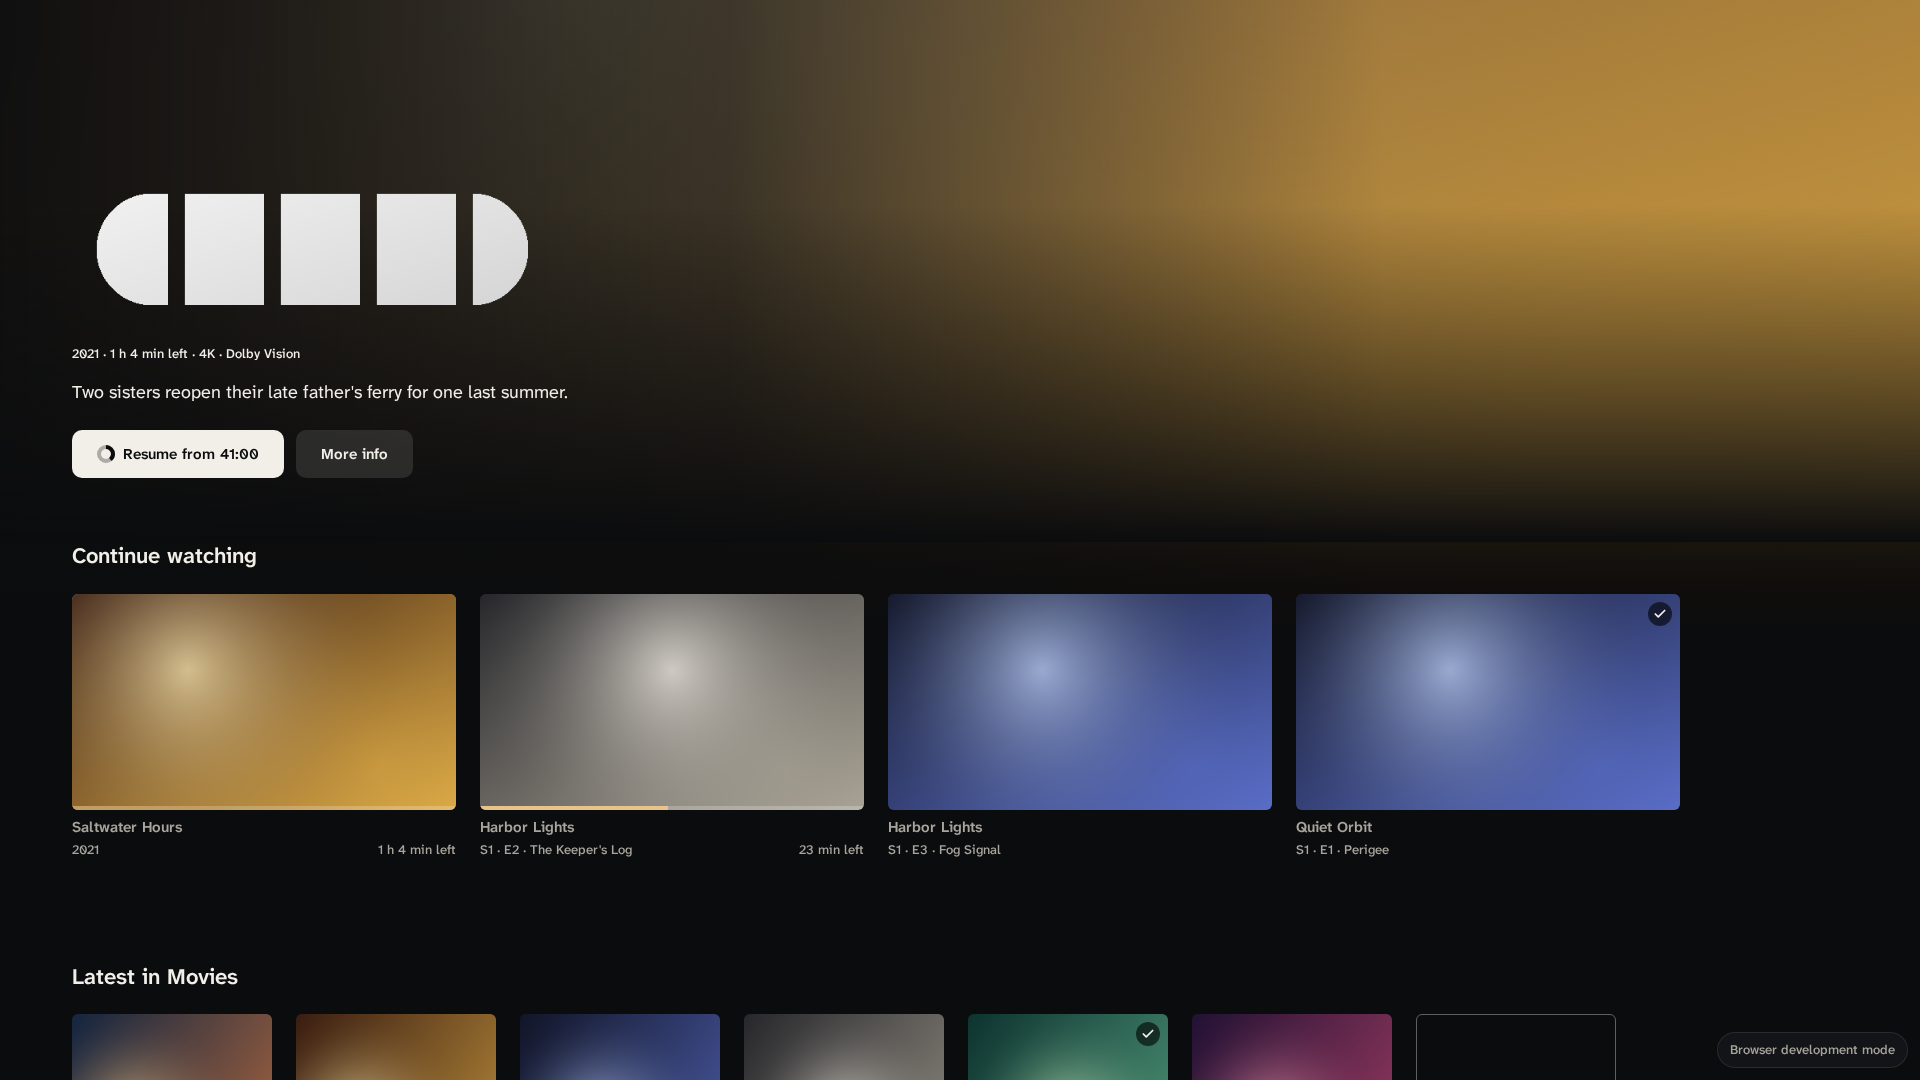 2021 · 1 h 4 min left · 4K · Dolby Vision
Two sisters reopen their late father's ferry for one last summer.
Resume from 41:00
More info
Continue watching
Saltwater Hours
2021
1 h 4 min left
Harbor Lights
S1 · E2 · The Keeper's Log
23 min left
Harbor Lights
S1 · E3 · Fog Signal
Quiet Orbit
S1 · E1 · Perigee
Latest in Movies
Browser development mode